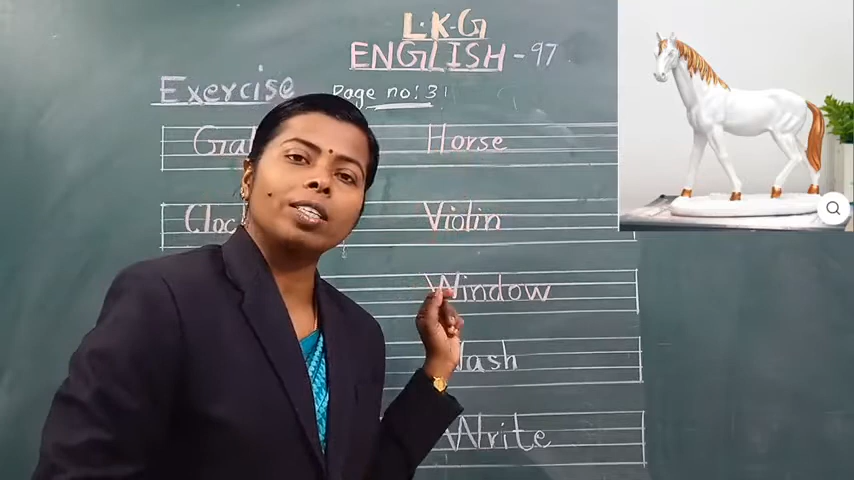 L.K.G
ENGLISH-97
Exercise
Page no: 31
Horse
Violin
Window
Write